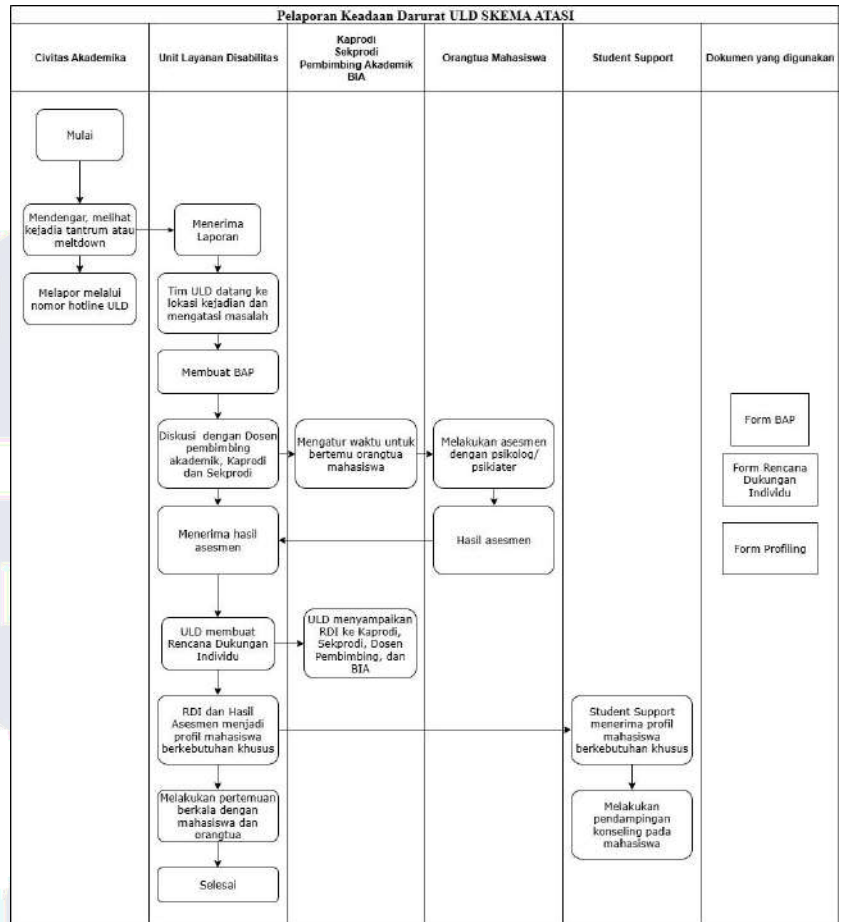 Pelaporan Keadaan Darurat ULD SKEMA ATASI
Civitas Akademika
Unit Layanan Disabilitas
Kaprodi
Sekprodi
Pembimbing Akademik
BIA
Orangtua Mahasiswa
Student Support
Dokumen yang digunakan
Mulai
Mendengar, melihat
kejadia tantrum atau
meltdown
Menerima
Laporan
Melapor melalui
nomor hotline ULD
Tim ULD datang ke
lokasi kejadian dan
mengatasi masalah
Membuat BAP
Diskusi dengan Dosen
pembimbing
akademik, Kaprodi
dan Sekprodi
Mengatur waktu untuk
bertemu orangtua
mahasiswa
Melakukan asesmen
dengan psikolog/
psikiater
Form BAP
Form Rencana
Dukungan
Individu
Menerima hasil
asesmen
Hasil asesmen
Form Profiling
ULD membuat
Rencana Dukungan
Individu
ULD menyampaikan
RDI ke Kaprodi,
Sekprodi, Dosen
Pembimbing, dan
BIA
RDI dan Hasil
Asesmen menjadi
profil mahasiswa
berkebutuhan khusus
Student Support
menerima profil
mahasiswa
berkebutuhan khusus
Melakukan pertemuan
berkala dengan
mahasiswa dan
orangtua
Melakukan
pendampingan
konseling pada
mahasiswa
Selesai